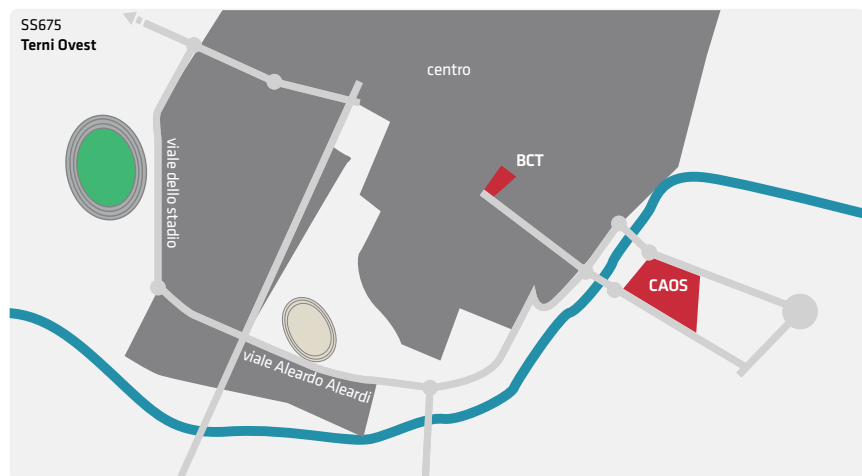 SS675
Terni Ovest
centro
viale dello stadio
BCT
CAOS
viale Aleardo Aleardi